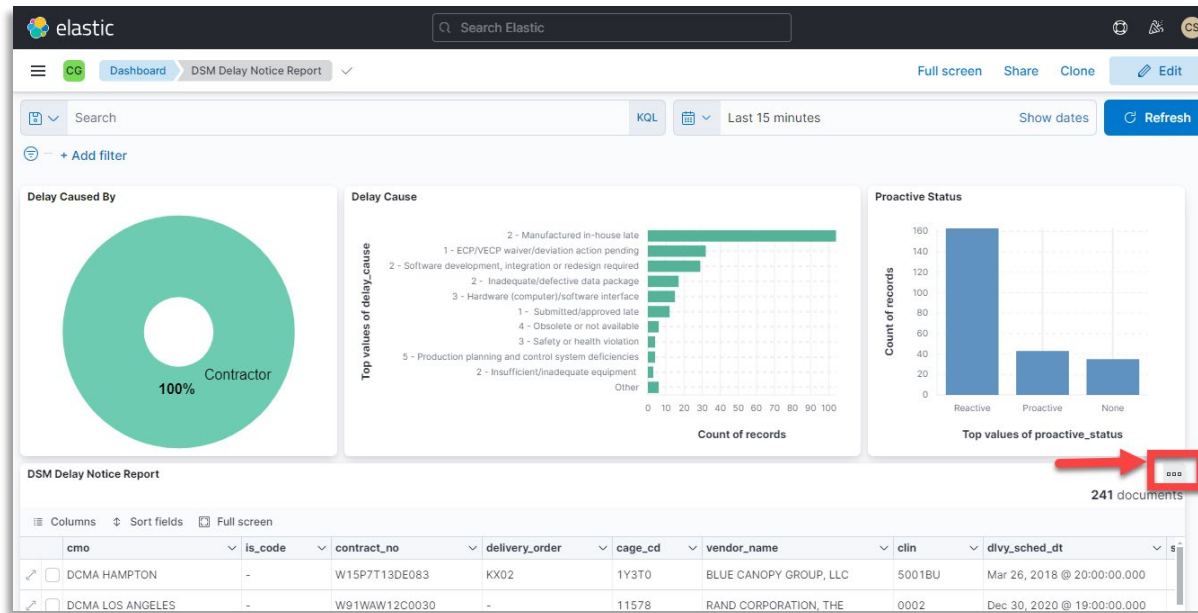 elastic
Search Elastic
CS
CG Dashboard DSM Delay Notice Report Full screen Share Clone Edit
Search KQL Last 15 minutes Show dates Refresh
+ Add filter
Delay Caused By
Contractor
100%
Delay Cause
Top values of delay_cause
2 - Manufactured in-house late
1 - ECP/VECP waiver/deviation action pending
2 - Software development, integration or redesign required
2 - Inadequate/defective data package
3 - Hardware (computer)/software interface
1 - Submitted/approved late
4 - Obsolete or not available
3 - Safety or health violation
5 - Production planning and control system deficiencies
2 - Insufficient/inadequate equipment
Other
0 10 20 30 40 50 60 70 80 90 100
Count of records
Proactive Status
Count of records
160
140
120
100
80
60
40
20
0
Reactive Proactive None
Top values of proactive_status
DSM Delay Notice Report
241 documents
Columns Sort fields Full screen
cmo is_code contract_no delivery_order cage_cd vendor_name clin dlvy_sched_dt s
DCMA HAMPTON - W15P7T13DE083 KX02 1Y3T0 BLUE CANOPY GROUP, LLC 5001BU Mar 26, 2018 @ 20:00:00.000
DCMA LOS ANGELES - W91WAW12C0030 - 11578 RAND CORPORATION, THE 0002 Dec 30, 2020 @ 19:00:00.000